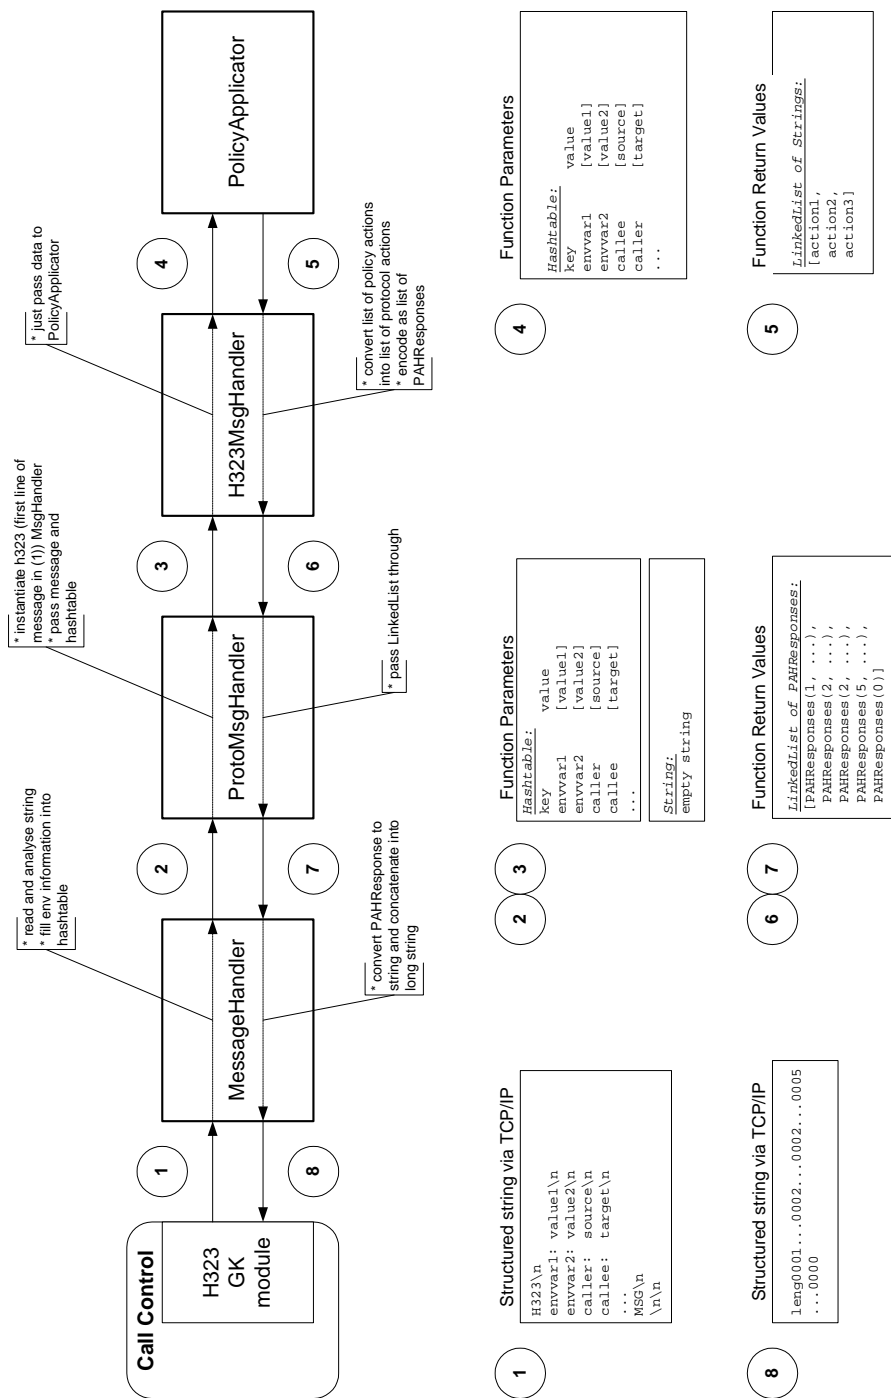 * read and analyse string
* fill env information into
hashtable
* instantiate h323 (first line of
message in (1)) MsgHandler
* pass message and
hashtable
* just pass data to
PolicyApplicator
Call Control
H323
GK
module
1
8
MessageHandler
2
7
ProtoMsgHandler
3
6
H323MsgHandler
4
5
PolicyApplicator
* convert PAHResponse to
string and concatenate into
long string
* pass LinkedList through
* convert list of policy actions
into list of protocol actions
* encode as list of
PAHResponses
1
Structured string via TCP/IP
H323\n
envvar1: value1\n
envvar2: value2\n
caller: source\n
callee: target\n
...
MSG\n
\n\n
2
3
Function Parameters
Hashtable:
key value
envvar1 [value1]
envvar2 [value2]
caller [source]
callee [target]
...
String:
empty string
4
Function Parameters
Hashtable:
key value
envvar1 [value1]
envvar2 [value2]
callee [source]
caller [target]
...
8
Structured string via TCP/IP
leng0001...0002...0002...0005
...0000
6
7
Function Return Values
LinkedList of PAHResponses:
[PAHResponses(1, ...),
PAHResponses(2, ...),
PAHResponses(2, ...),
PAHResponses(5, ...),
PAHResponses(0)]
5
Function Return Values
LinkedList of Strings:
[action1,
action2,
action3]